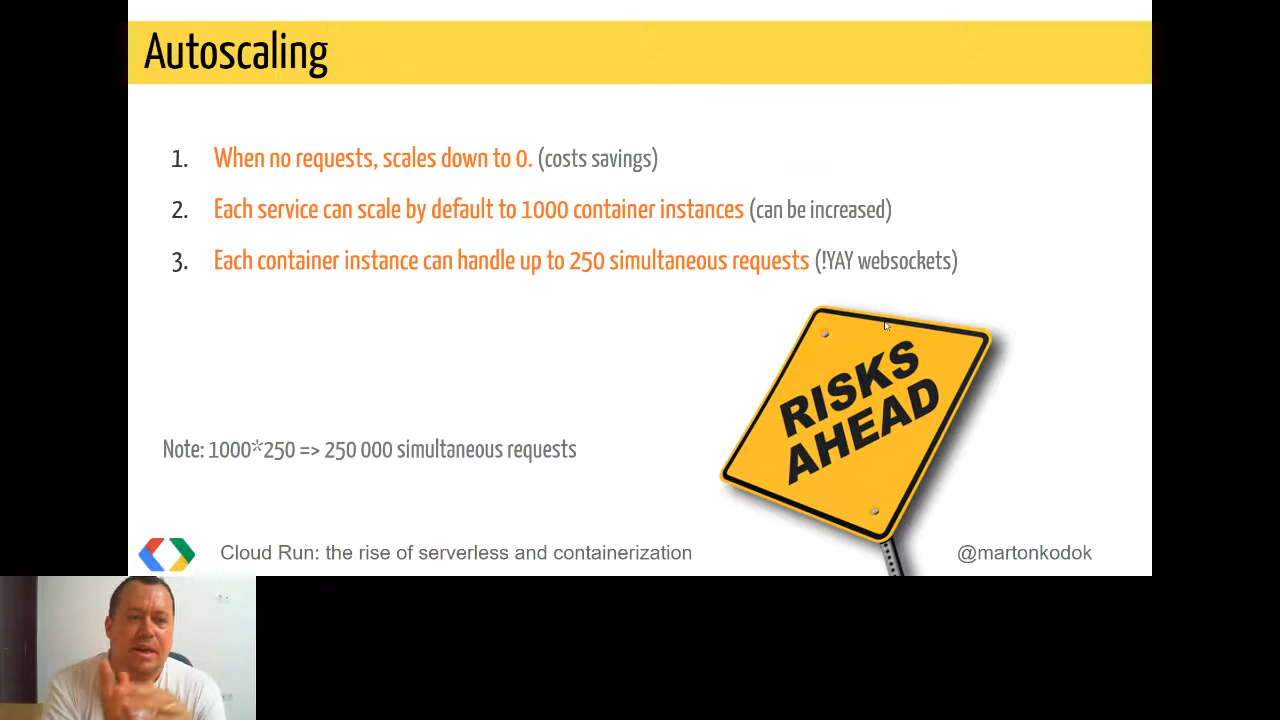 Autoscaling
1. When no requests, scales down to 0. (costs savings)
2. Each service can scale by default to 1000 container instances (can be increased)
3. Each container instance can handle up to 250 simultaneous requests (!YAY websockets)
RISKS
AHEAD
Note: 1000*250 => 250 000 simultaneous requests
Cloud Run: the rise of serverless and containerization
@martonkodok